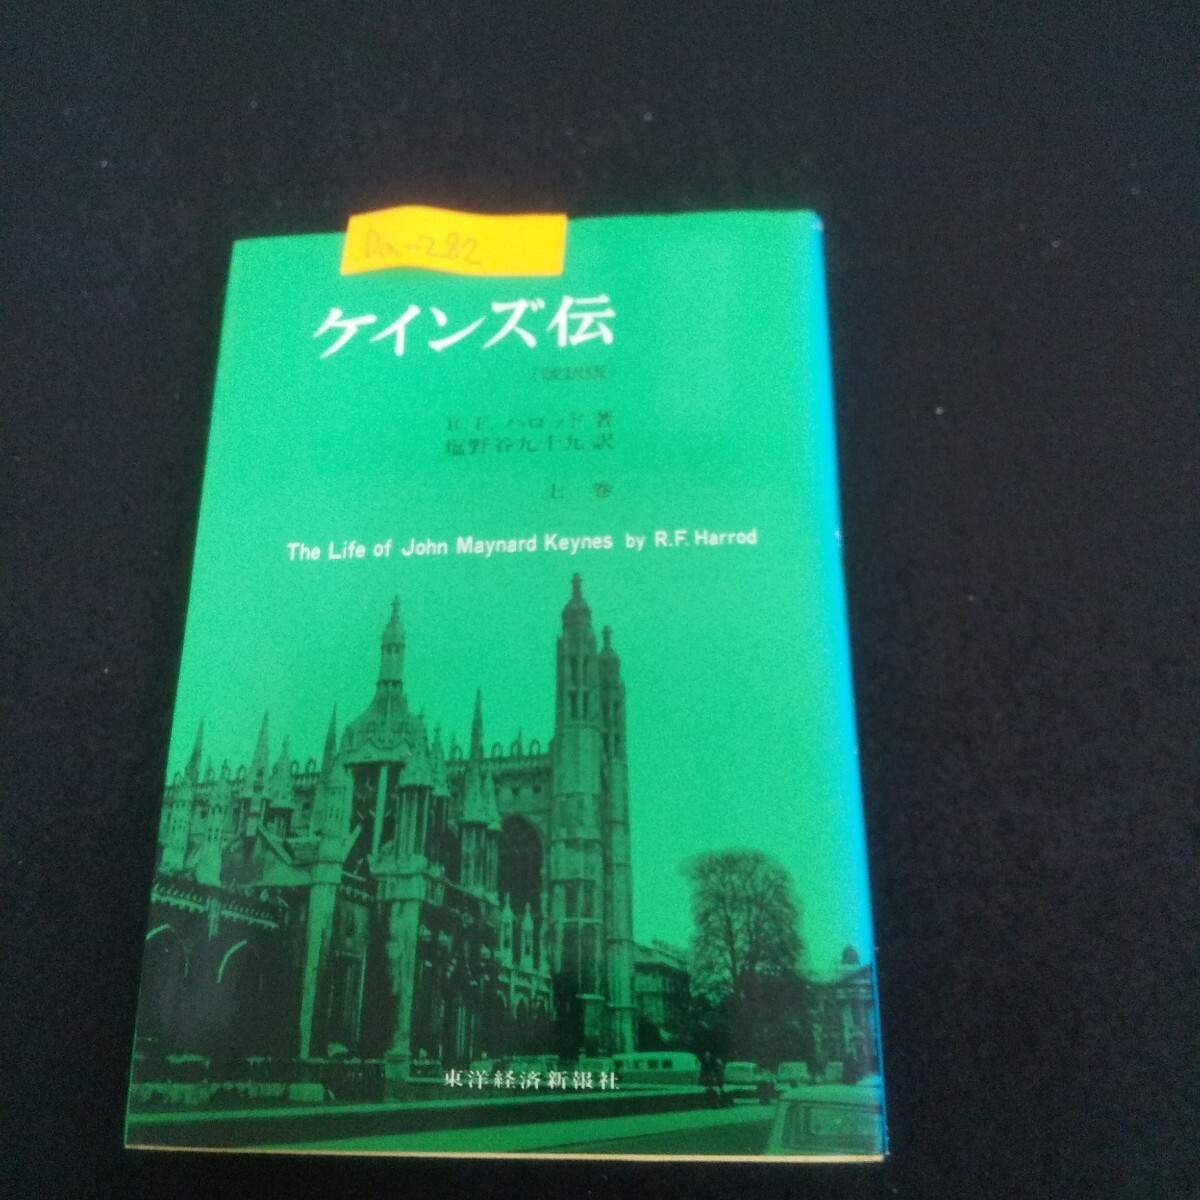 Da-282
ケインズ伝
(改訳版)
R.F.ハロッド著
塩野谷九十九訳
上 巻
The Life of John Maynard Keynes by R.F. Harrod
東洋経済新報社